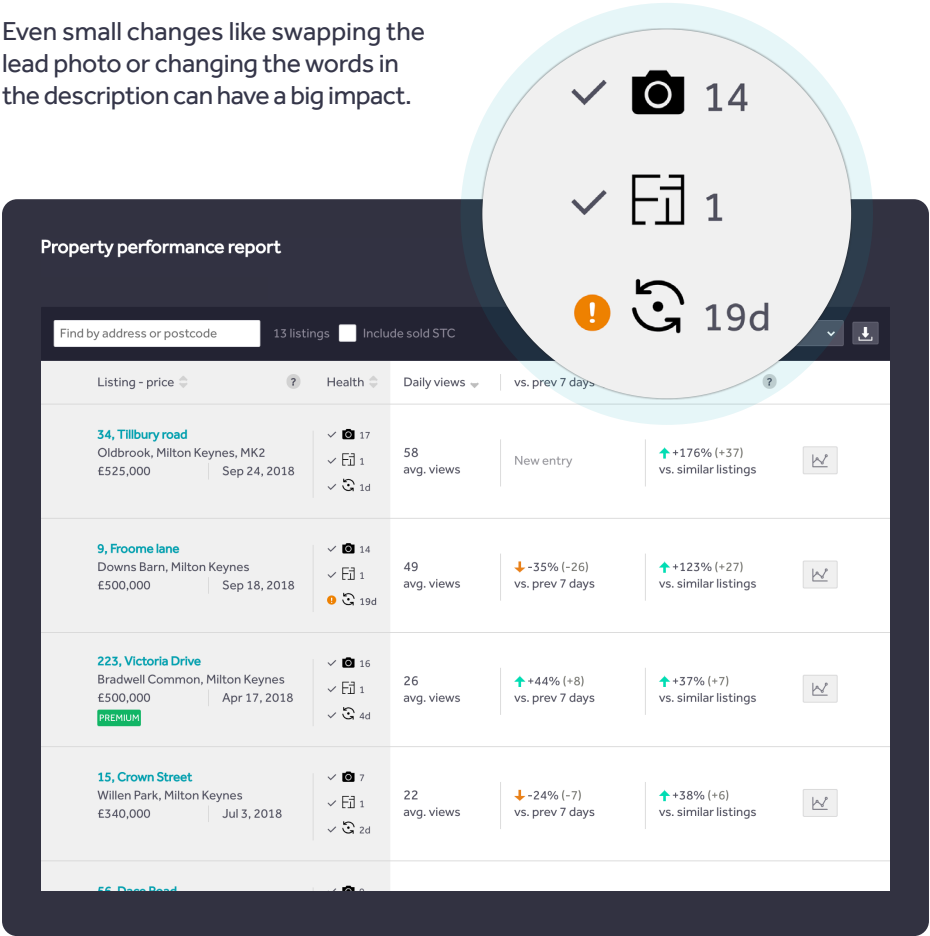 Even small changes like swapping the
lead photo or changing the words in
the description can have a big impact.
14
1
! 19d
Property performance report
Find by address or postcode 13 listings Include sold STC
Listing - price ? Health Daily views vs. prev 7 days ?
34, Tillbury road
Oldbrook, Milton Keynes, MK2
£525,000 Sep 24, 2018
17
1
1d
58
avg. views
New entry
+176% (+37)
vs. similar listings
9, Froome lane
Downs Barn, Milton Keynes
£500,000 Sep 18, 2018
14
1
! 19d
49
avg. views
-35% (-26)
vs. prev 7 days
+123% (+27)
vs. similar listings
223, Victoria Drive
Bradwell Common, Milton Keynes
£500,000 Apr 17, 2018
PREMIUM
16
1
4d
26
avg. views
+44% (+8)
vs. prev 7 days
+37% (+7)
vs. similar listings
15, Crown Street
Willen Park, Milton Keynes
£340,000 Jul 3, 2018
7
1
2d
22
avg. views
-24% (-7)
vs. prev 7 days
+38% (+6)
vs. similar listings
56, Dace Road